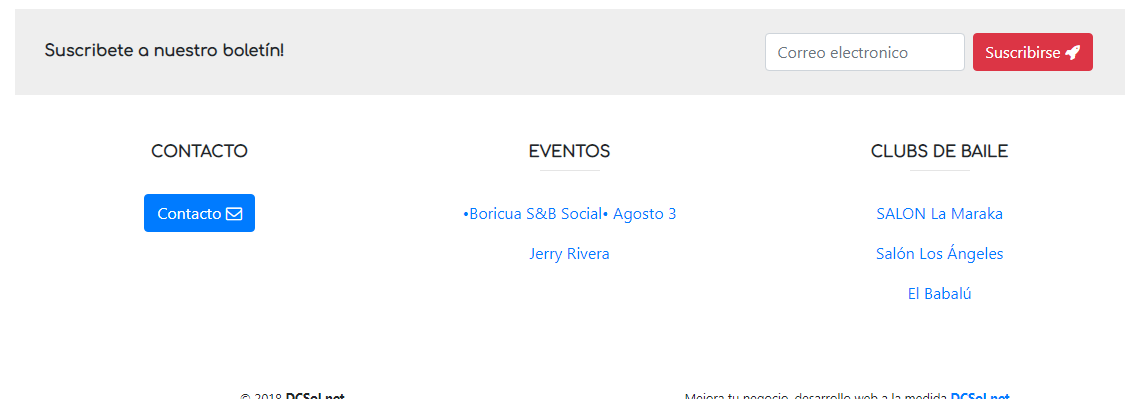 Suscribete a nuestro boletín!
Correo electronico
Suscribirse
CONTACTO
EVENTOS
CLUBS DE BAILE
Contacto
•Boricua S&B Social• Agosto 3
SALON La Maraka
Jerry Rivera
Salón Los Ángeles
El Babalú
© 2018 DCSol.net
Mejora tu negocio, desarrollo web a la medida DCSol.net